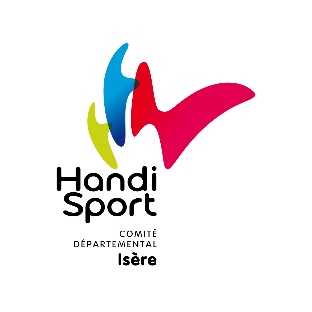 Handi
Sport
COMITÉ
DÉPARTEMENTAL
Isère